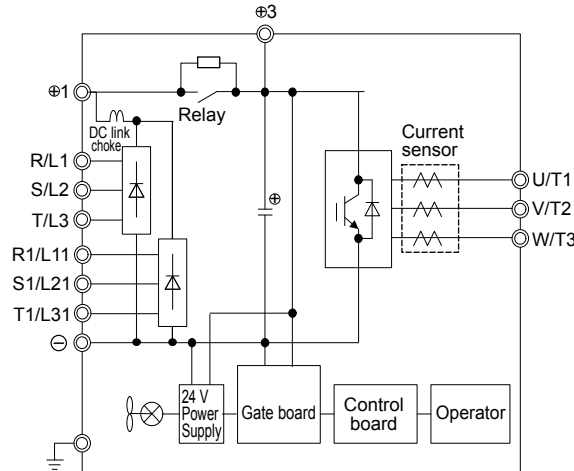 ⊕3
⊕1
Relay
DC link
choke
Current
sensor
R/L1
S/L2
T/L3
U/T1
V/T2
W/T3
⊕
R1/L11
S1/L21
T1/L31
⊖
24 V
Power
Supply
Gate board
Control
board
Operator